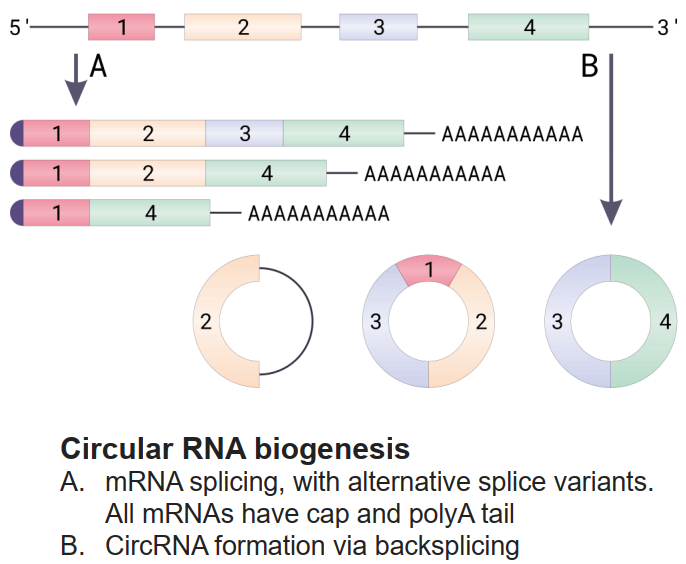 5' 1 2 3 4 3'
A B
1 2 3 4 AAAAAAAAAAA
1 2 4 AAAAAAAAAAA
1 4 AAAAAAAAAAA
2 3 1 2 3 4
Circular RNA biogenesis
A. mRNA splicing, with alternative splice variants.
All mRNAs have cap and polyA tail
B. CircRNA formation via backsplicing